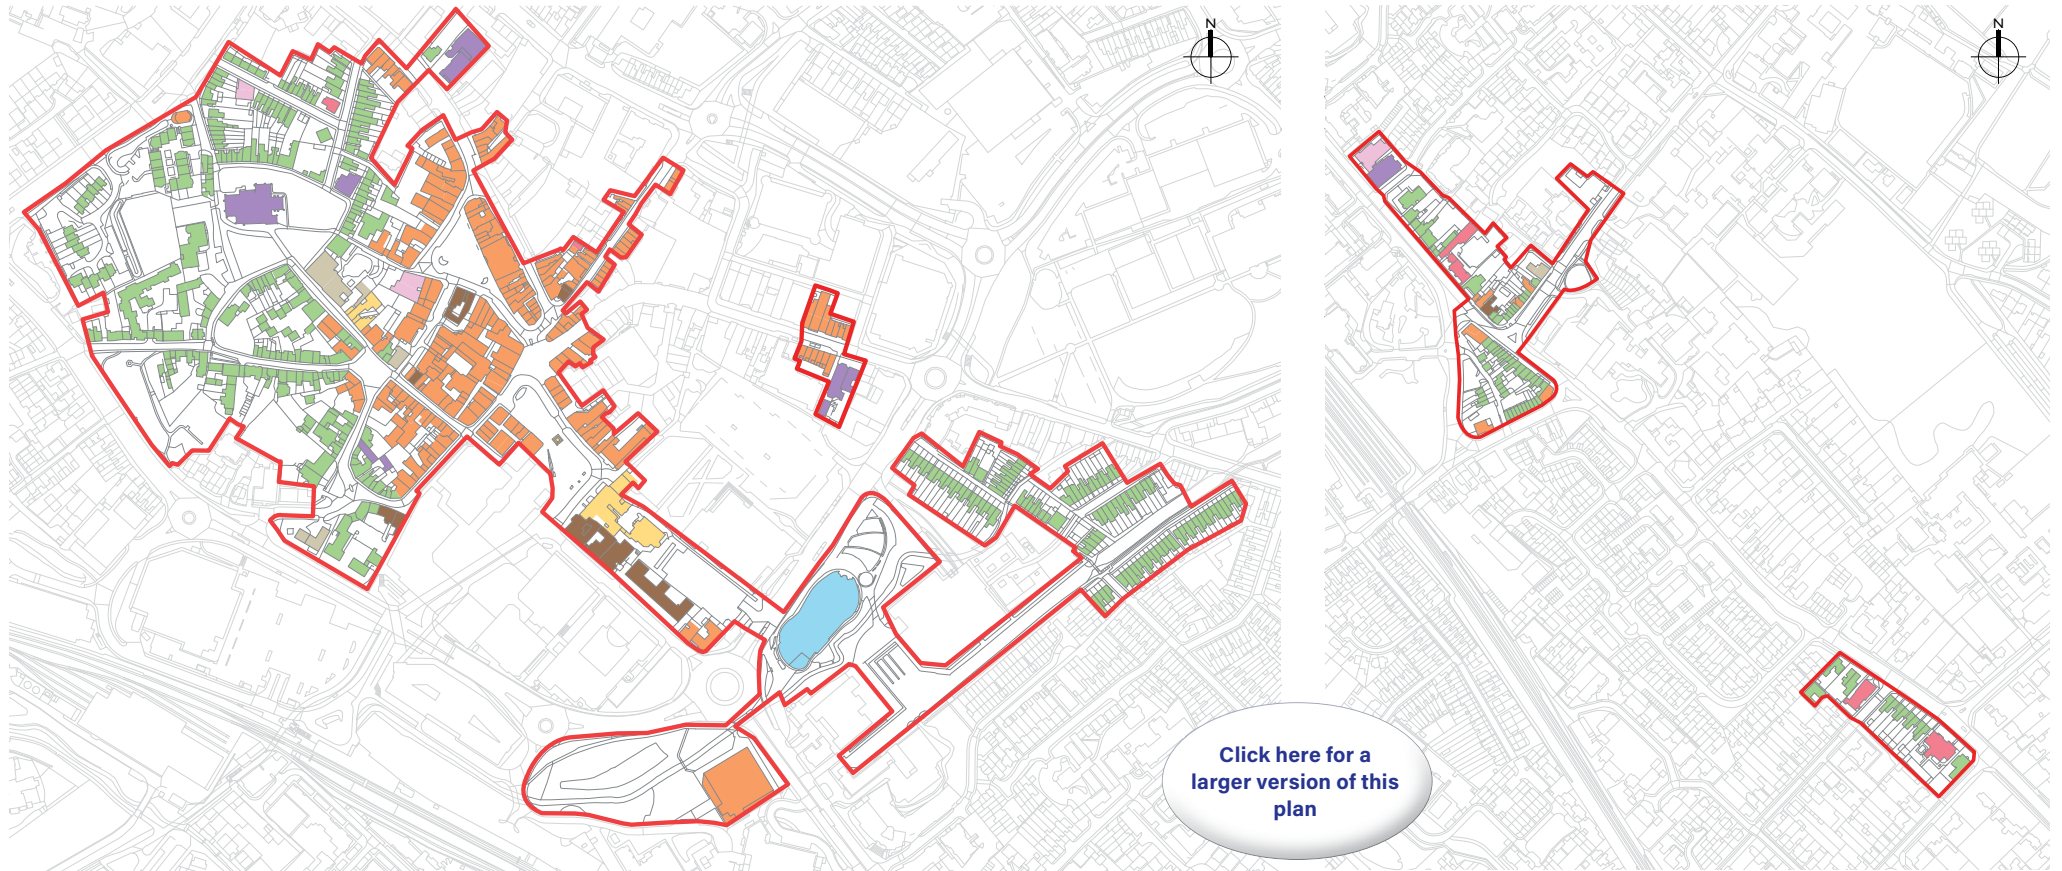 N
N
Click here for a
larger version of this
plan